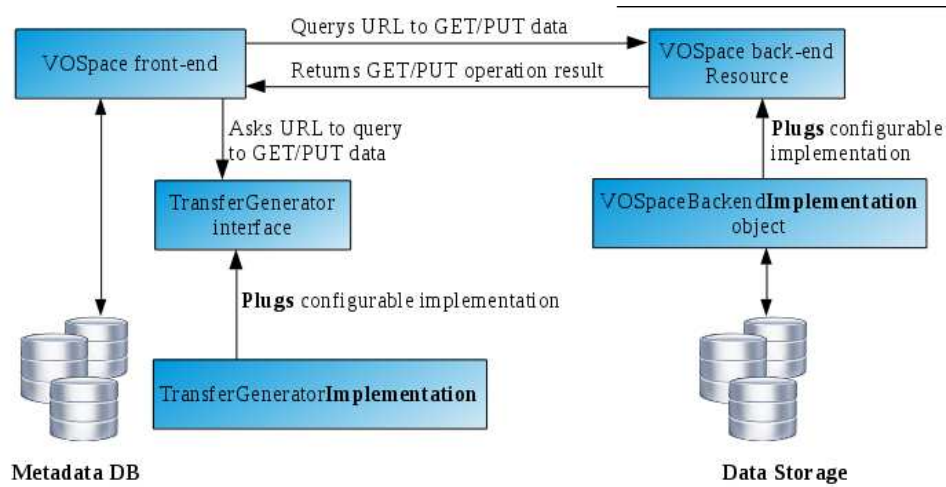 Querys URL to GET/PUT data
VOSpace front-end
VOSpace back-end
Resource
Returns GET/PUT operation result
Asks URL to query
to GET/PUT data
Plugs configurable
implementation
TransferGenerator
interface
VOSpaceBackendImplementation
object
Plugs configurable implementation
TransferGeneratorImplementation
Metadata DB
Data Storage